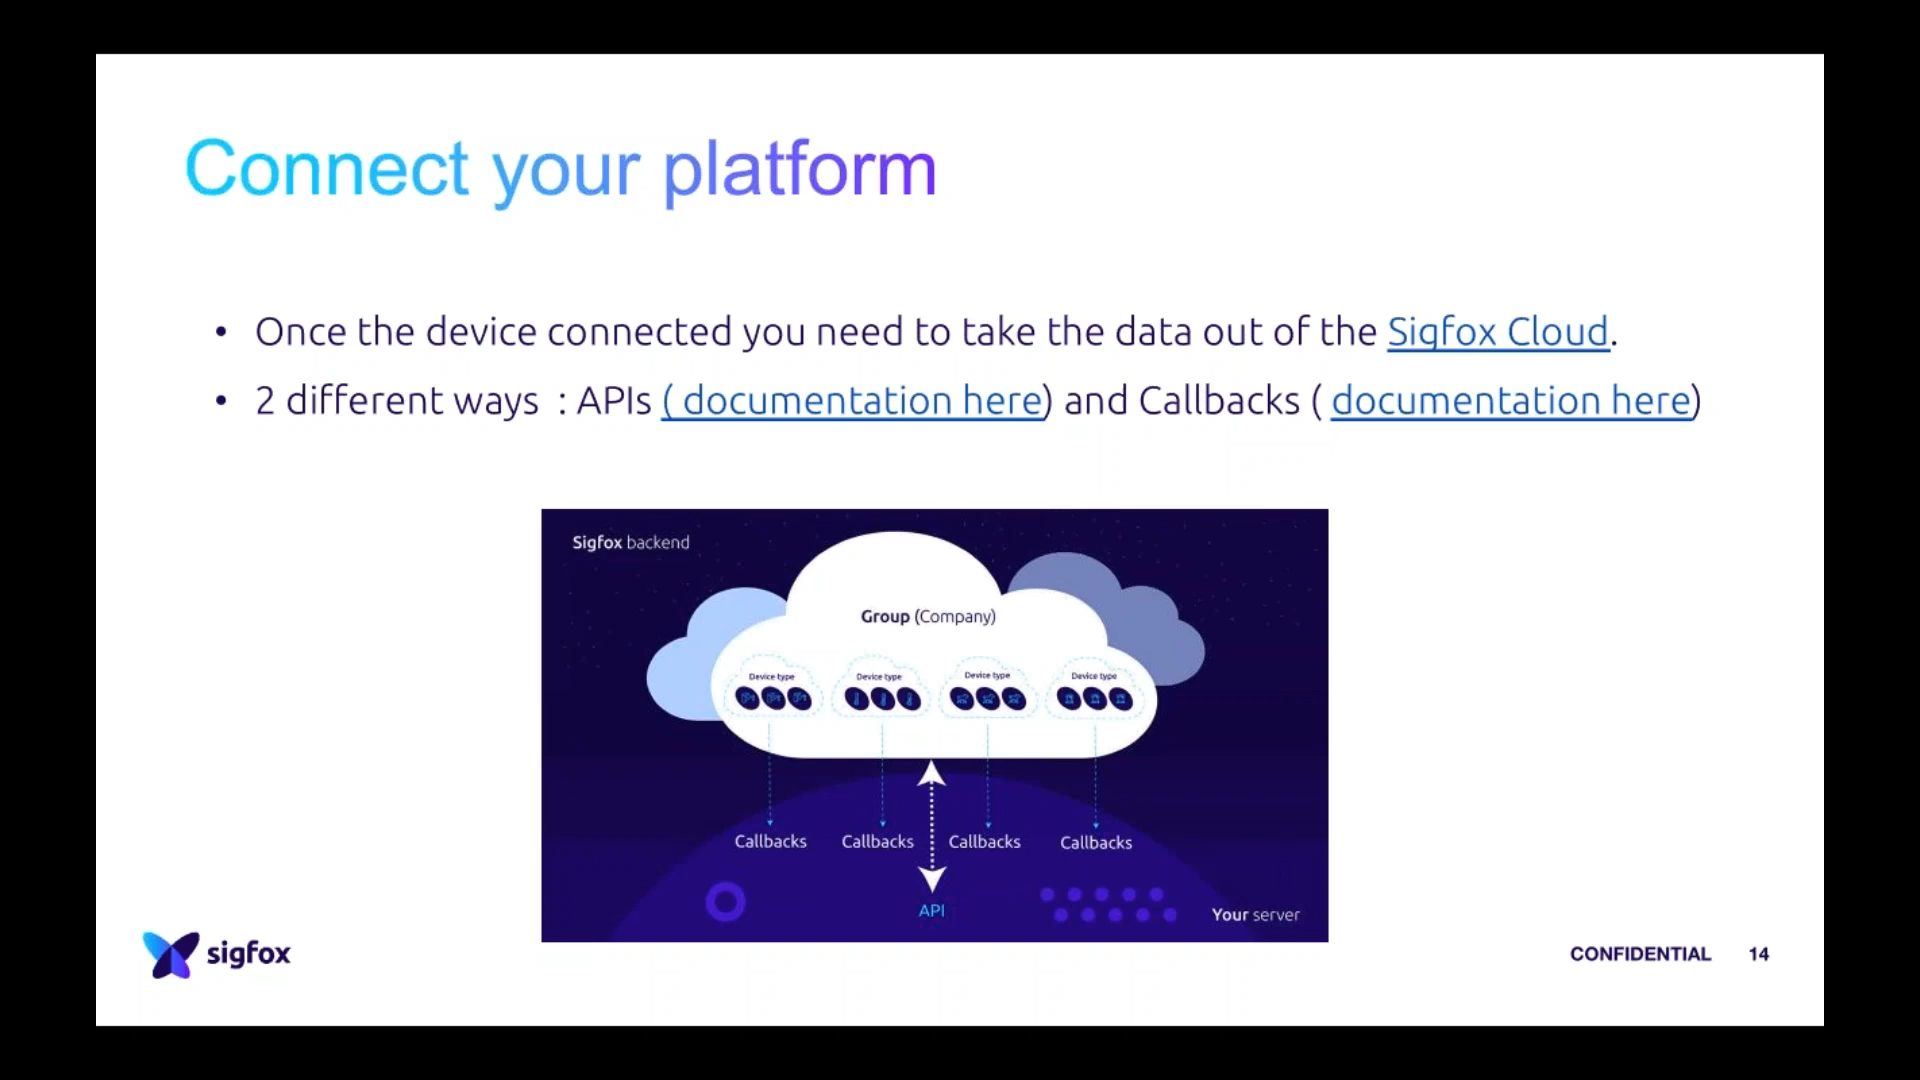 Connect your platform
• Once the device connected you need to take the data out of the Sigfox Cloud.
• 2 different ways : APIs ( documentation here) and Callbacks ( documentation here)
Sigfox backend
Group (Company)
Device type Device type Device type Device type
Callbacks Callbacks Callbacks Callbacks
API
Your server
sigfox
CONFIDENTIAL 14